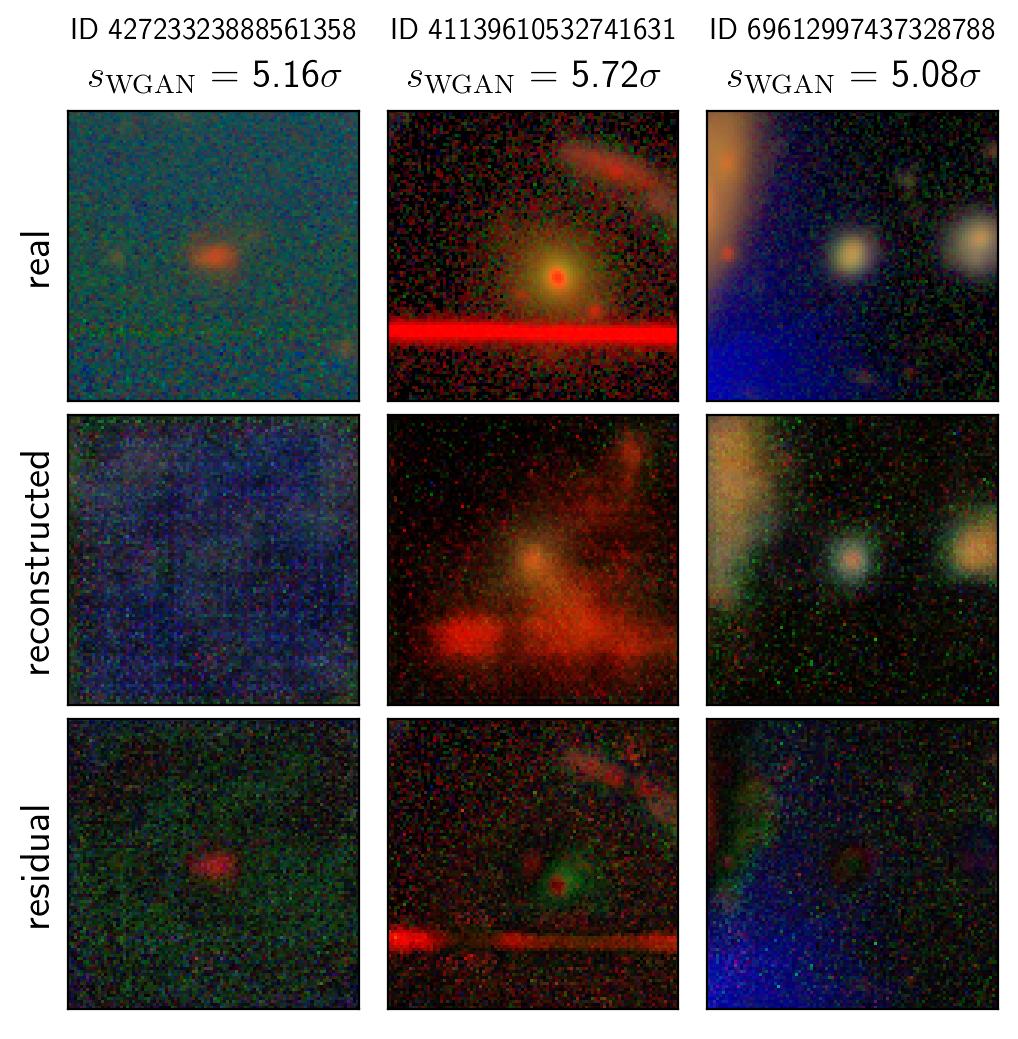 ID 42723323888561358 ID 41139610532741631 ID 69612997437328788
s_WGAN = 5.16σ s_WGAN = 5.72σ s_WGAN = 5.08σ
real
reconstructed
residual